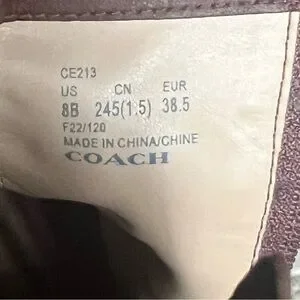 CE213
US CN EUR
8B 245(1.5) 38.5
F22/120
MADE IN CHINA/CHINE
COACH